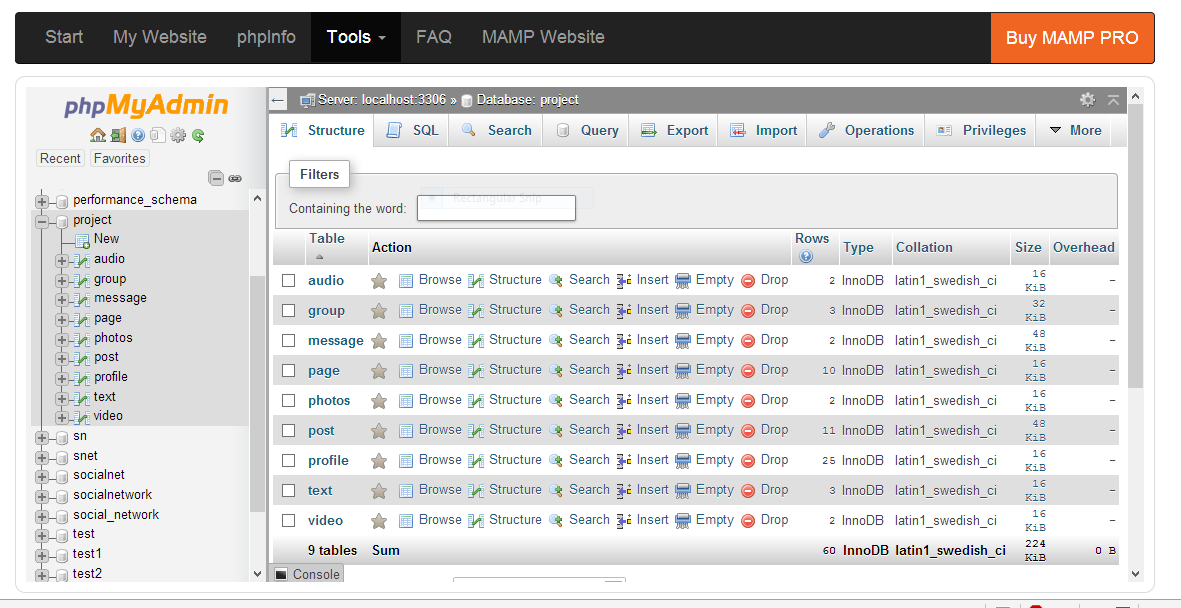 Start My Website phpInfo Tools FAQ MAMP Website Buy MAMP PRO
phpMyAdmin
Recent Favorites
performance_schema
project
New
audio
group
message
page
photos
post
profile
text
video
sn
snet
socialnet
socialnetwork
social_network
test
test1
test2
Server: localhost:3306 » Database: project
Structure SQL Search Query Export Import Operations Privileges More
Filters
Rectangular Snip
Containing the word:
Table Action Rows Type Collation Size Overhead
audio Browse Structure Search Insert Empty Drop 2 InnoDB latin1_swedish_ci 16 KiB -
group Browse Structure Search Insert Empty Drop 3 InnoDB latin1_swedish_ci 32 KiB -
message Browse Structure Search Insert Empty Drop 2 InnoDB latin1_swedish_ci 48 KiB -
page Browse Structure Search Insert Empty Drop 10 InnoDB latin1_swedish_ci 16 KiB -
photos Browse Structure Search Insert Empty Drop 2 InnoDB latin1_swedish_ci 16 KiB -
post Browse Structure Search Insert Empty Drop 11 InnoDB latin1_swedish_ci 48 KiB -
profile Browse Structure Search Insert Empty Drop 25 InnoDB latin1_swedish_ci 16 KiB -
text Browse Structure Search Insert Empty Drop 3 InnoDB latin1_swedish_ci 16 KiB -
video Browse Structure Search Insert Empty Drop 2 InnoDB latin1_swedish_ci 16 KiB -
9 tables Sum 60 InnoDB latin1_swedish_ci 224 KiB 0 B
Console